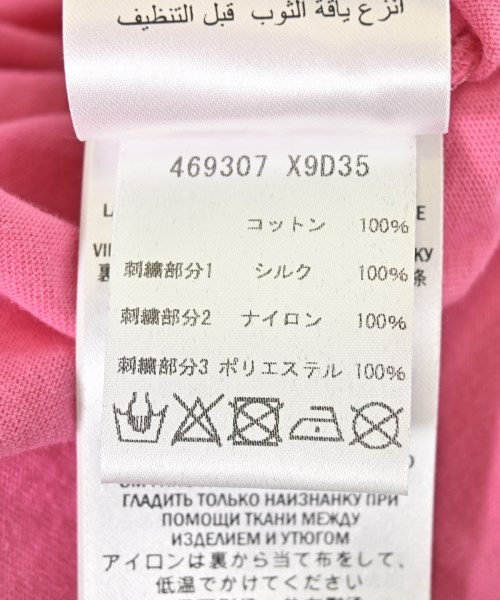 انزع ياقة الثوب قبل التنظيف
469307 X9D35
コットン 100%
刺繍部分1 シルク 100%
刺繍部分2 ナイロン 100%
刺繍部分3 ポリエステル 100%
ГЛАДИТЬ ТОЛЬКО НАИЗНАНКУ ПРИ
ПОМОЩИ ТКАНИ МЕЖДУ
ИЗДЕЛИЕМ И УТЮГОМ
アイロンは裏から当て布をして、
低温でかけてください